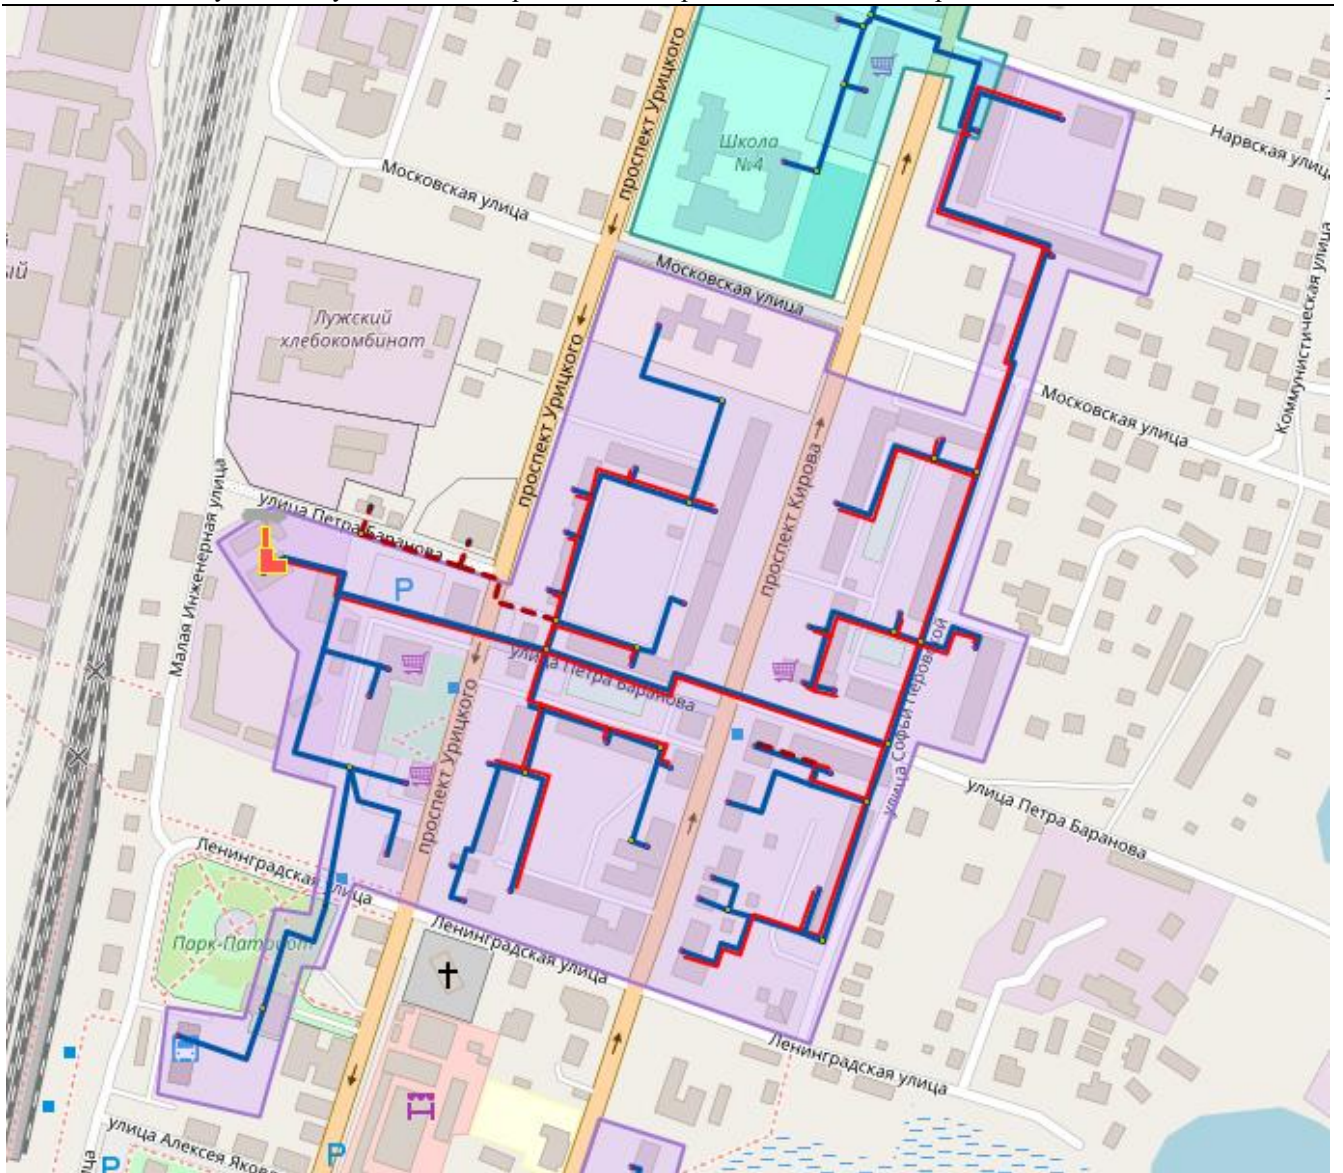 проспект Урицкого
Нарвская улица
Школа
№4
Московская улица
Московская улица
ый
Лужский
хлебокомбинат
Коммунистическая улица
проспект Урицкого
Московская улица
проспект Кирова
улица Петра Баранова
Малая Инженерная улица
P
улица Петра Баранова
улица Софьи Перовской
проспект Урицкого
улица Петра Баранова
Ленинградская улица
Парк-Патриот
Ленинградская улица
Ленинградская улица
улица Алексея Яков
P
P
ца